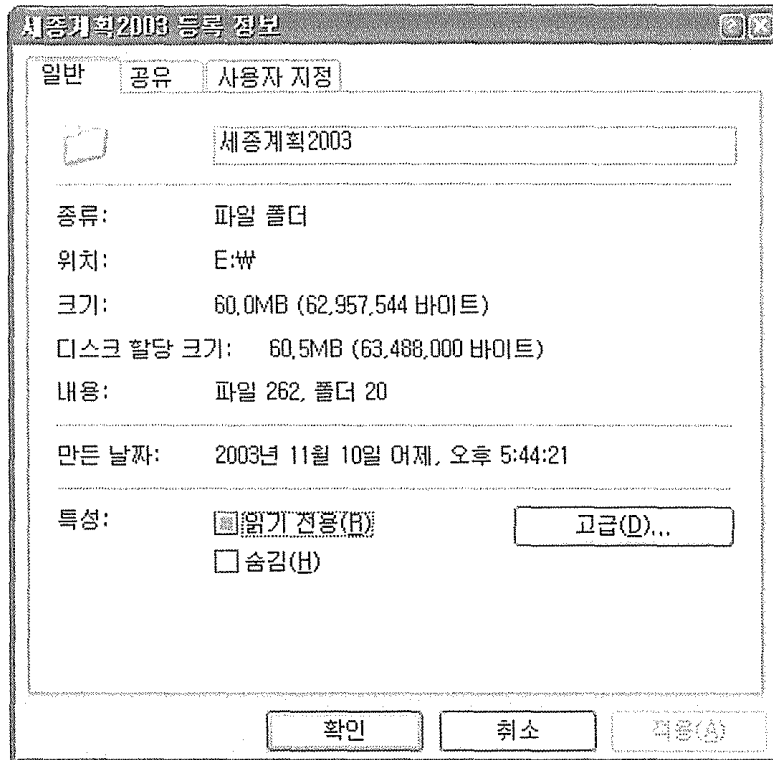 세종계획2003 등록 정보
일반 공유 사용자 지정
세종계획2003
종류: 파일 폴더
위치: E:₩
크기: 60.0MB (62,957,544 바이트)
디스크 할당 크기: 60.5MB (63,488,000 바이트)
내용: 파일 262, 폴더 20
만든 날짜: 2003년 11월 10일 어제, 오후 5:44:21
특성: 읽기 전용(R) 고급(D)...
숨김(H)
확인 취소 적용(A)